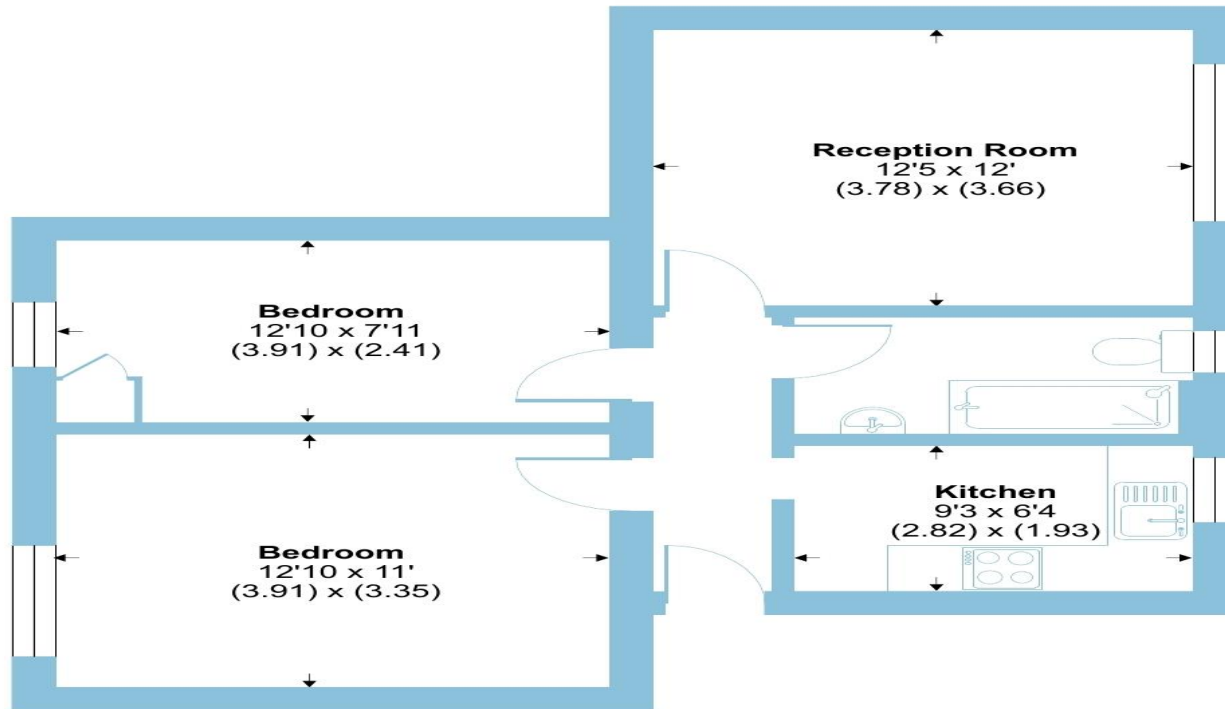 Reception Room
12'5 x 12'
(3.78) x (3.66)
Bedroom
12'10 x 7'11
(3.91) x (2.41)
Kitchen
9'3 x 6'4
(2.82) x (1.93)
Bedroom
12'10 x 11'
(3.91) x (3.35)